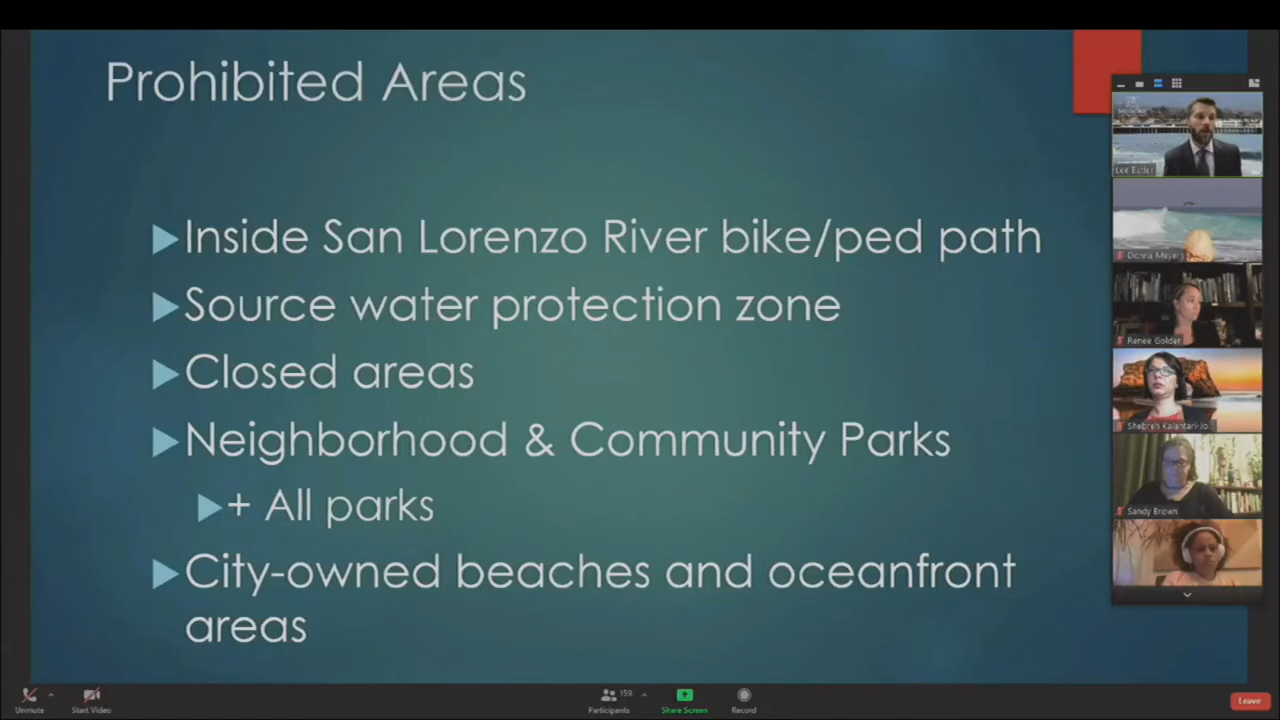 Prohibited Areas
Inside San Lorenzo River bike/ped path
Source water protection zone
Closed areas
Neighborhood & Community Parks
+ All parks
City-owned beaches and oceanfront
areas
Lee Butler
Donna Meyers
Renee Golder
Shebreh Kalantari-Jo...
Sandy Brown
Unmute
Start Video
159
Participants
Share Screen
Record
Leave